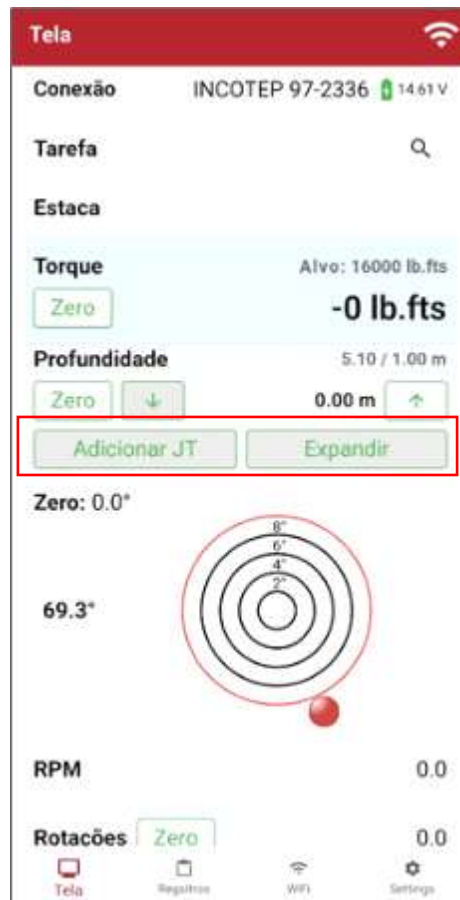 Tela
Conexão INCOTEP 97-2336 14.61 V
Tarefa
Estaca
Torque Alvo: 16000 lb.fts
Zero -0 lb.fts
Profundidade 5.10 / 1.00 m
Zero ↓ 0.00 m ↑
Adicionar JT Expandir
Zero: 0.0°
8°
6°
4°
2°
69.3°
RPM 0.0
Rotacões Zero 0.0
Tela Registros WiFi Settings